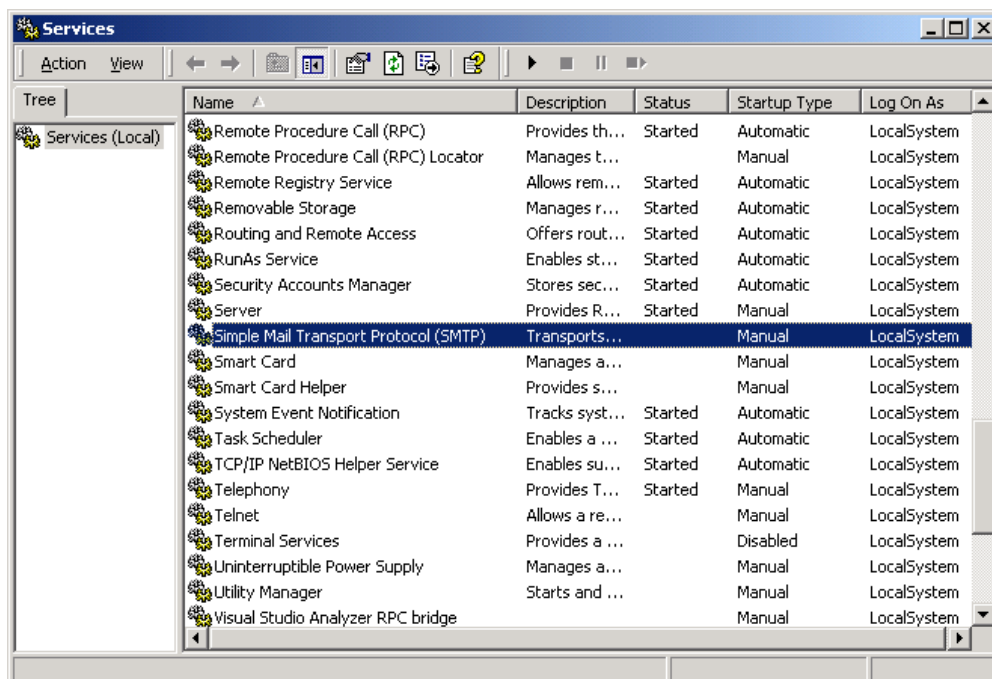 Services
Action View
Tree
Services (Local)
Name Description Status Startup Type Log On As
Remote Procedure Call (RPC) Provides th... Started Automatic LocalSystem
Remote Procedure Call (RPC) Locator Manages t... Manual LocalSystem
Remote Registry Service Allows rem... Started Automatic LocalSystem
Removable Storage Manages r... Started Automatic LocalSystem
Routing and Remote Access Offers rout... Started Automatic LocalSystem
RunAs Service Enables st... Started Automatic LocalSystem
Security Accounts Manager Stores sec... Started Automatic LocalSystem
Server Provides R... Started Manual LocalSystem
Simple Mail Transport Protocol (SMTP) Transports... Manual LocalSystem
Smart Card Manages a... Manual LocalSystem
Smart Card Helper Provides s... Manual LocalSystem
System Event Notification Tracks syst... Started Automatic LocalSystem
Task Scheduler Enables a ... Started Automatic LocalSystem
TCP/IP NetBIOS Helper Service Enables su... Started Automatic LocalSystem
Telephony Provides T... Started Manual LocalSystem
Telnet Allows a re... Manual LocalSystem
Terminal Services Provides a ... Disabled LocalSystem
Uninterruptible Power Supply Manages a... Manual LocalSystem
Utility Manager Starts and ... Manual LocalSystem
Visual Studio Analyzer RPC bridge Manual LocalSystem